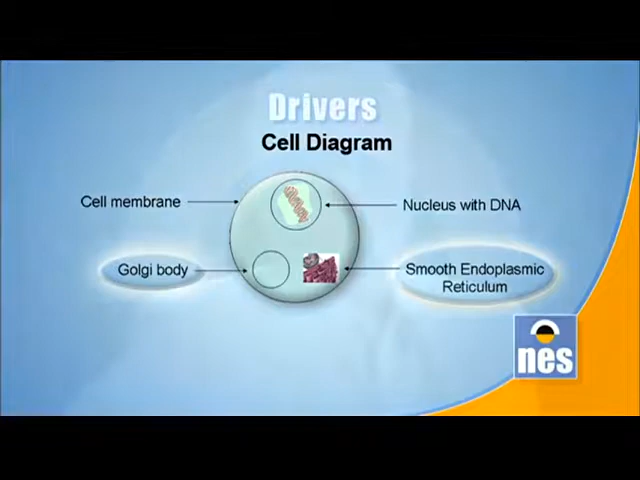 Drivers
Cell Diagram
Cell membrane
Nucleus with DNA
Golgi body
Smooth Endoplasmic
Reticulum
nes